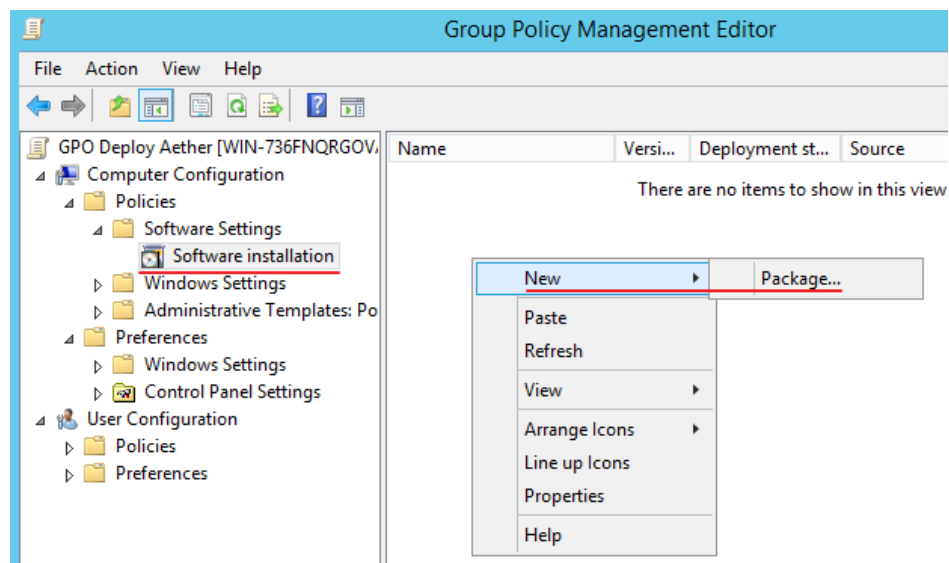 Group Policy Management Editor
File Action View Help
GPO Deploy Aether [WIN-736FNQRGOV
Name Versi... Deployment st... Source
Computer Configuration
There are no items to show in this view
Policies
Software Settings
Software installation
New Package...
Windows Settings
Administrative Templates: Po
Paste
Preferences
Refresh
Windows Settings
View
Control Panel Settings
User Configuration
Arrange Icons
Policies
Line up Icons
Preferences
Properties
Help